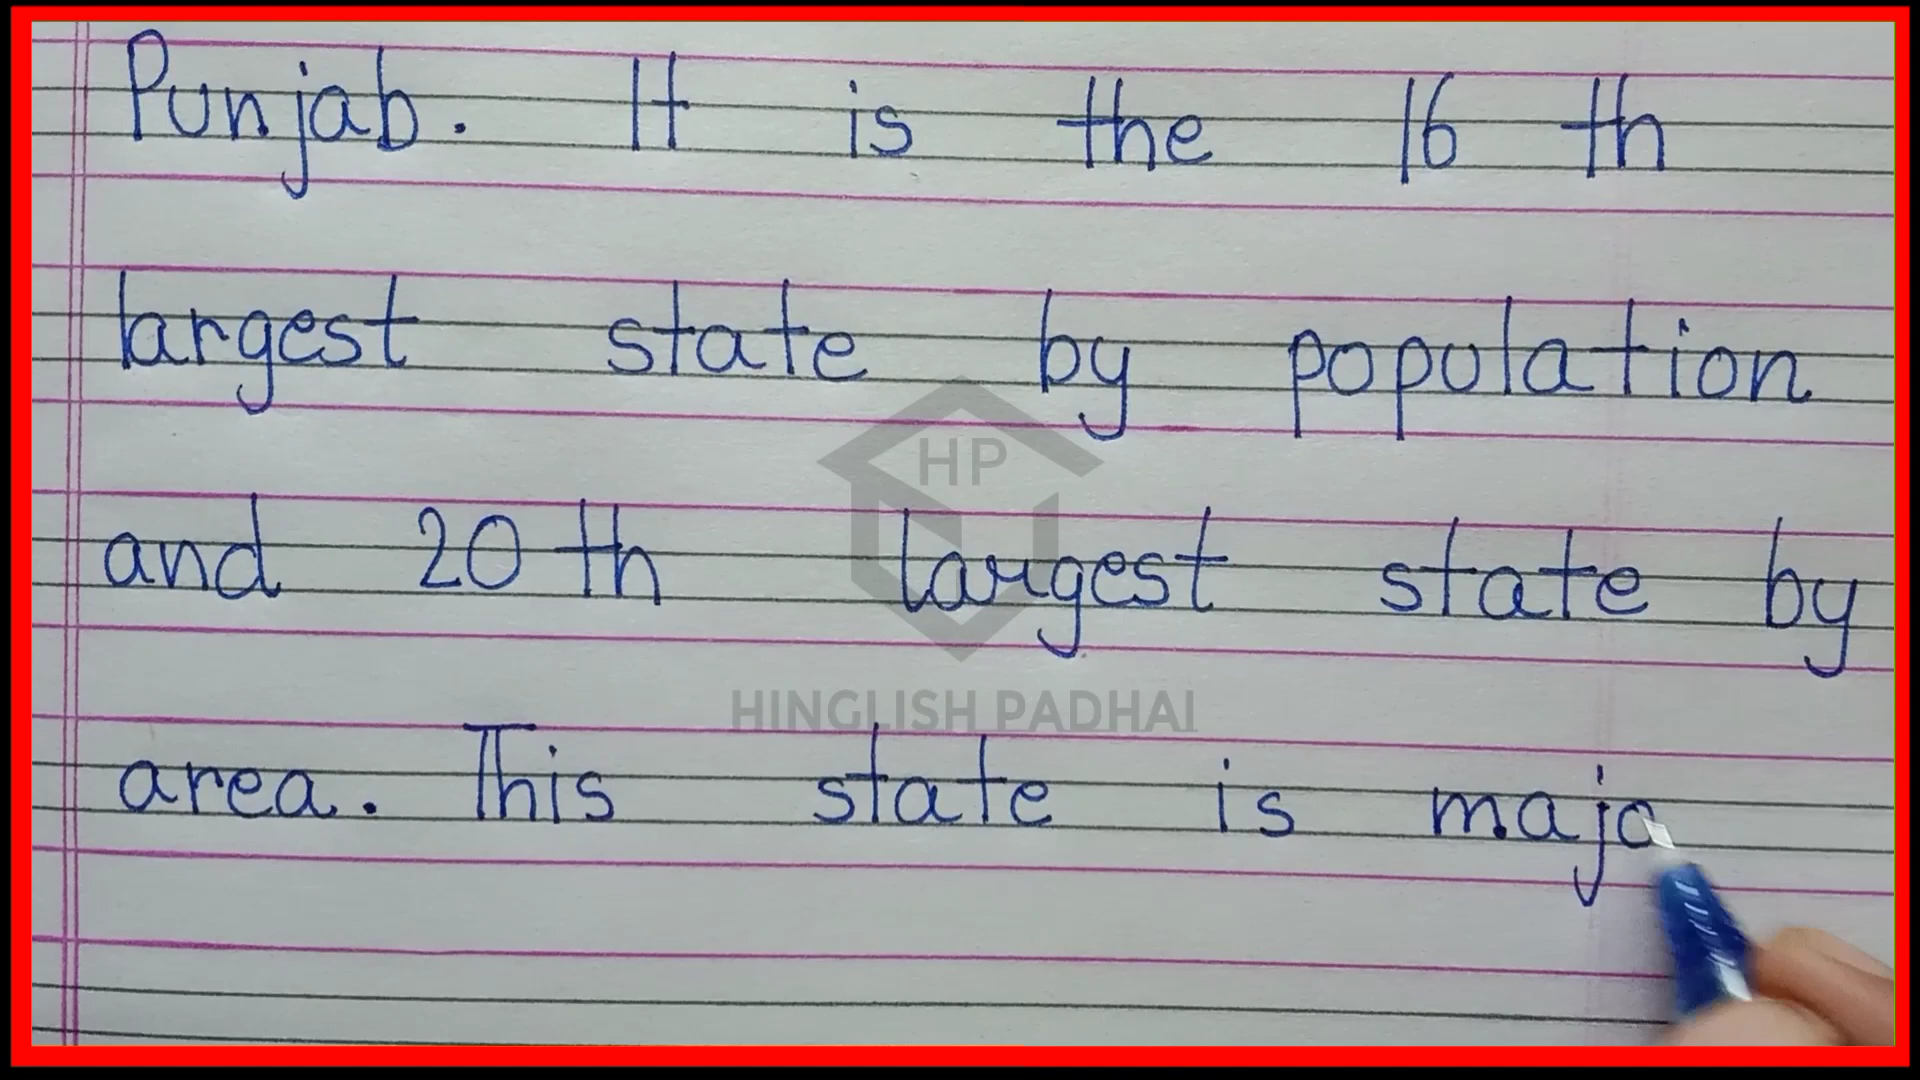 Punjab. It is the 16 th
largest state by population
HP
and 20 th largest state by
HINGLISH PADHAI
area. This state is majo